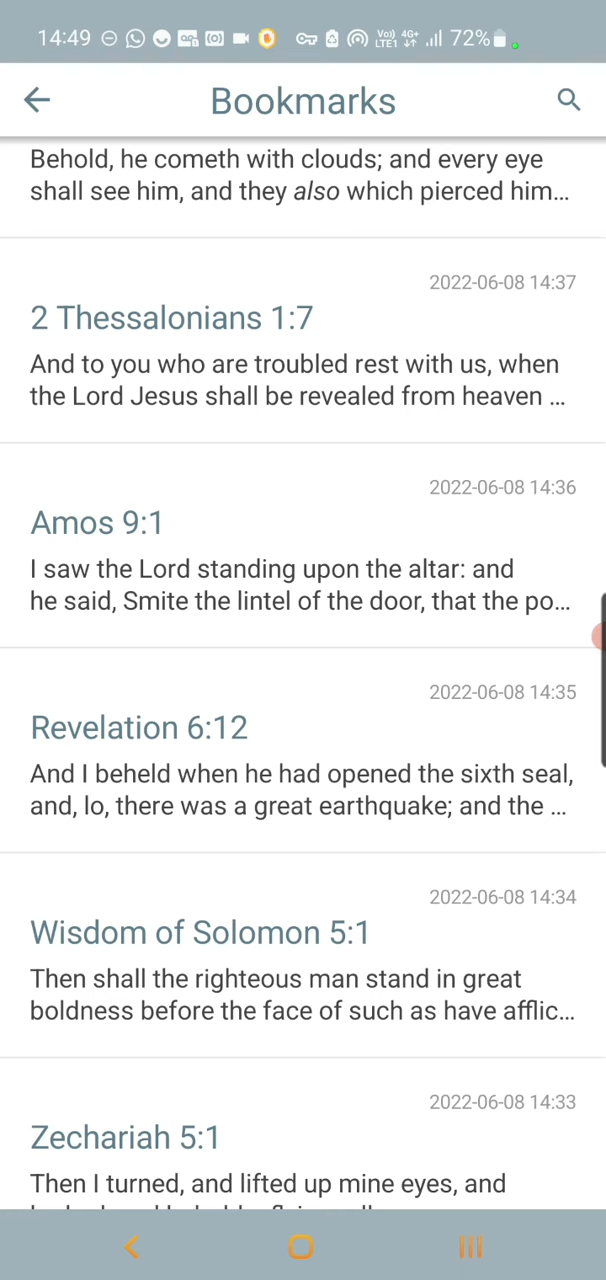 14:49
Voo) 4G+
LTE1
72%
Bookmarks
Behold, he cometh with clouds; and every eye
shall see him, and they also which pierced him...
2022-06-08 14:37
2 Thessalonians 1:7
And to you who are troubled rest with us, when
the Lord Jesus shall be revealed from heaven ...
2022-06-08 14:36
Amos 9:1
I saw the Lord standing upon the altar: and
he said, Smite the lintel of the door, that the po...
2022-06-08 14:35
Revelation 6:12
And I beheld when he had opened the sixth seal,
and, lo, there was a great earthquake; and the ...
2022-06-08 14:34
Wisdom of Solomon 5:1
Then shall the righteous man stand in great
boldness before the face of such as have afflic...
2022-06-08 14:33
Zechariah 5:1
Then I turned, and lifted up mine eyes, and